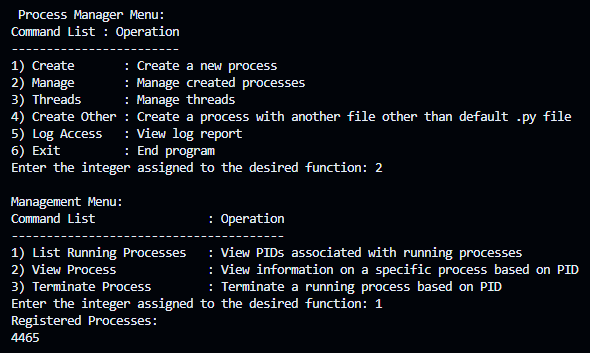 Process Manager Menu:
Command List : Operation
------------------------
1) Create       : Create a new process
2) Manage       : Manage created processes
3) Threads      : Manage threads
4) Create Other : Create a process with another file other than default .py file
5) Log Access   : View log report
6) Exit         : End program
Enter the integer assigned to the desired function: 2

Management Menu:
Command List                : Operation
---------------------------------------
1) List Running Processes   : View PIDs associated with running processes
2) View Process             : View information on a specific process based on PID
3) Terminate Process        : Terminate a running process based on PID
Enter the integer assigned to the desired function: 1
Registered Processes:
4465